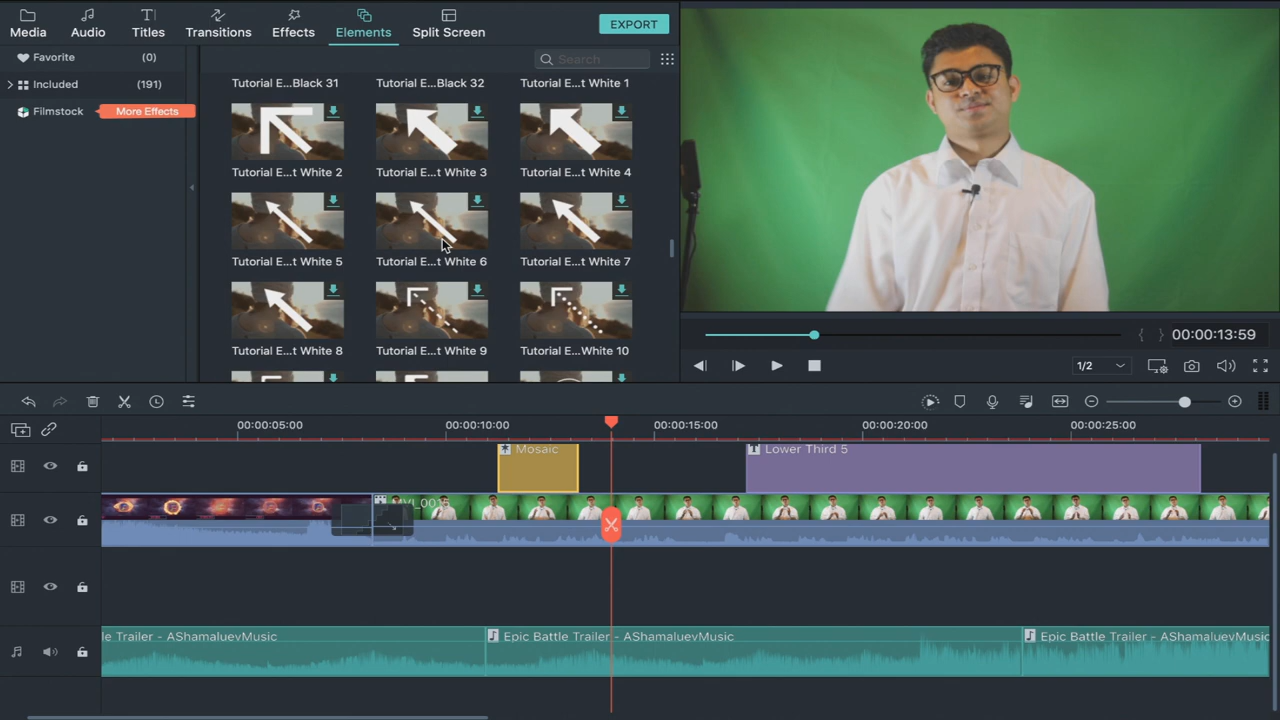 Media
Audio
Titles
Transitions
Effects
Elements
Split Screen
EXPORT
Favorite (0)
Included (191)
Filmstock More Effects
Search
Tutorial E...Black 31
Tutorial E...Black 32
Tutorial E...t White 1
Tutorial E...t White 2
Tutorial E...t White 3
Tutorial E...t White 4
Tutorial E...t White 5
Tutorial E...t White 6
Tutorial E...t White 7
Tutorial E...t White 8
Tutorial E...t White 9
Tutorial E...White 10
{ } 00:00:13:59
1/2
00:00:05:00
00:00:10:00
00:00:15:00
00:00:20:00
00:00:25:00
Mosaic
Lower Third 5
le Trailer - AShamaluevMusic
Epic Battle Trailer - AShamaluevMusic
Epic Battle Trailer - AShamaluevMusic